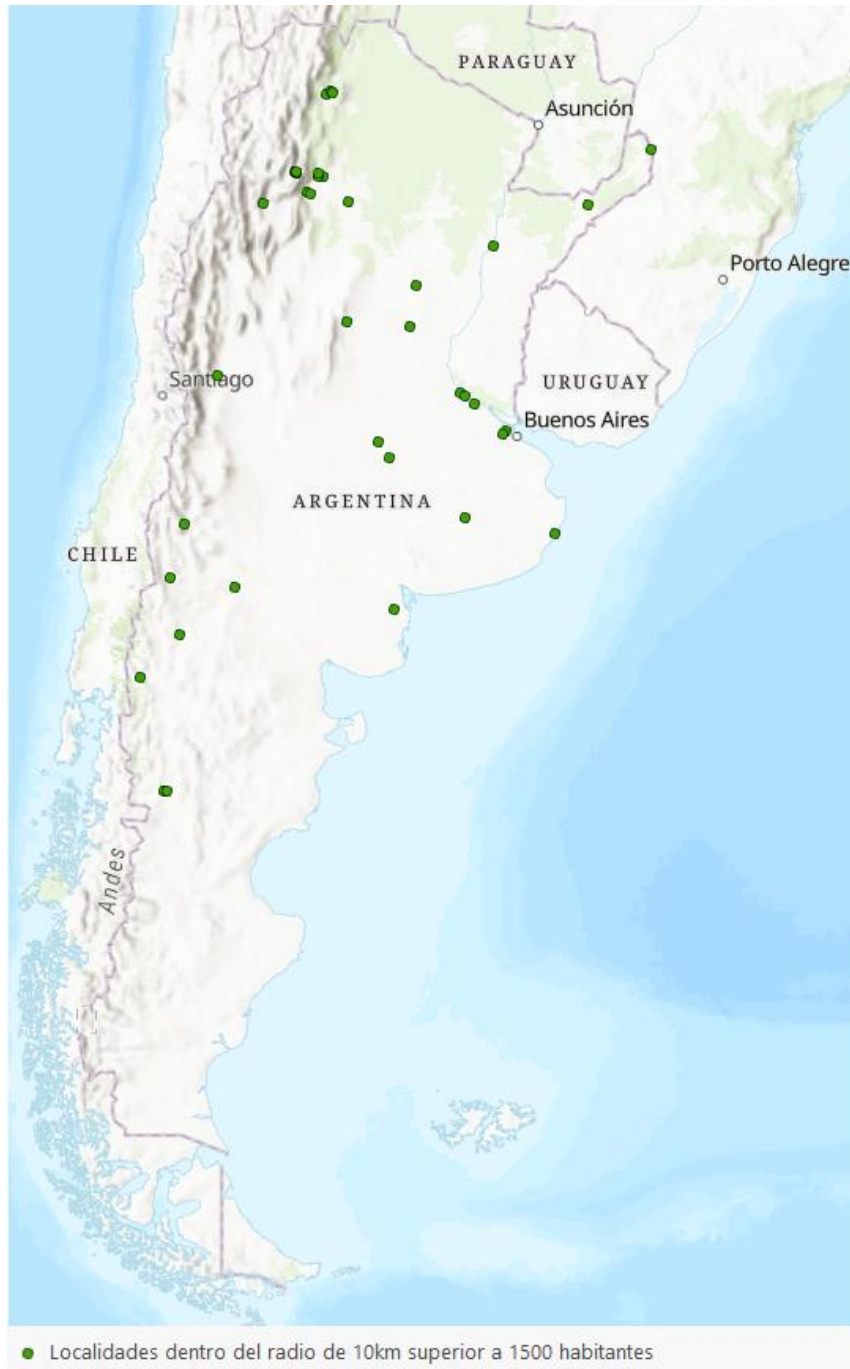 PARAGUAY
Asunción
Porto Alegre
Santiago
URUGUAY
Buenos Aires
ARGENTINA
CHILE
Andes
Localidades dentro del radio de 10km superior a 1500 habitantes